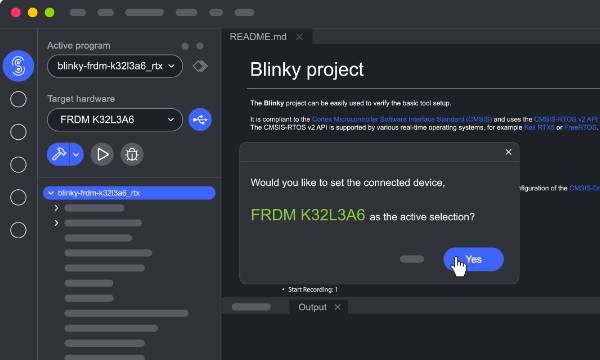 Active program
blinky-frdm-k32l3a6_rtx
Target hardware
FRDM K32L3A6
blinky-frdm-k32l3a6_rtx
README.md
Blinky project
The Blinky project can be easily used to verify the basic tool setup.
It is compliant to the Cortex Microcontroller Software Interface Standard (CMSIS) and uses the CMSIS-RTOS v2 API
The CMSIS-RTOS v2 API is supported by various real-time operating systems, for example Keil RTX5 or FreeRTOS.
figuration of the CMSIS-Dr
Would you like to set the connected device,
FRDM K32L3A6 as the active selection?
Yes
• Start Recording: 1
Output